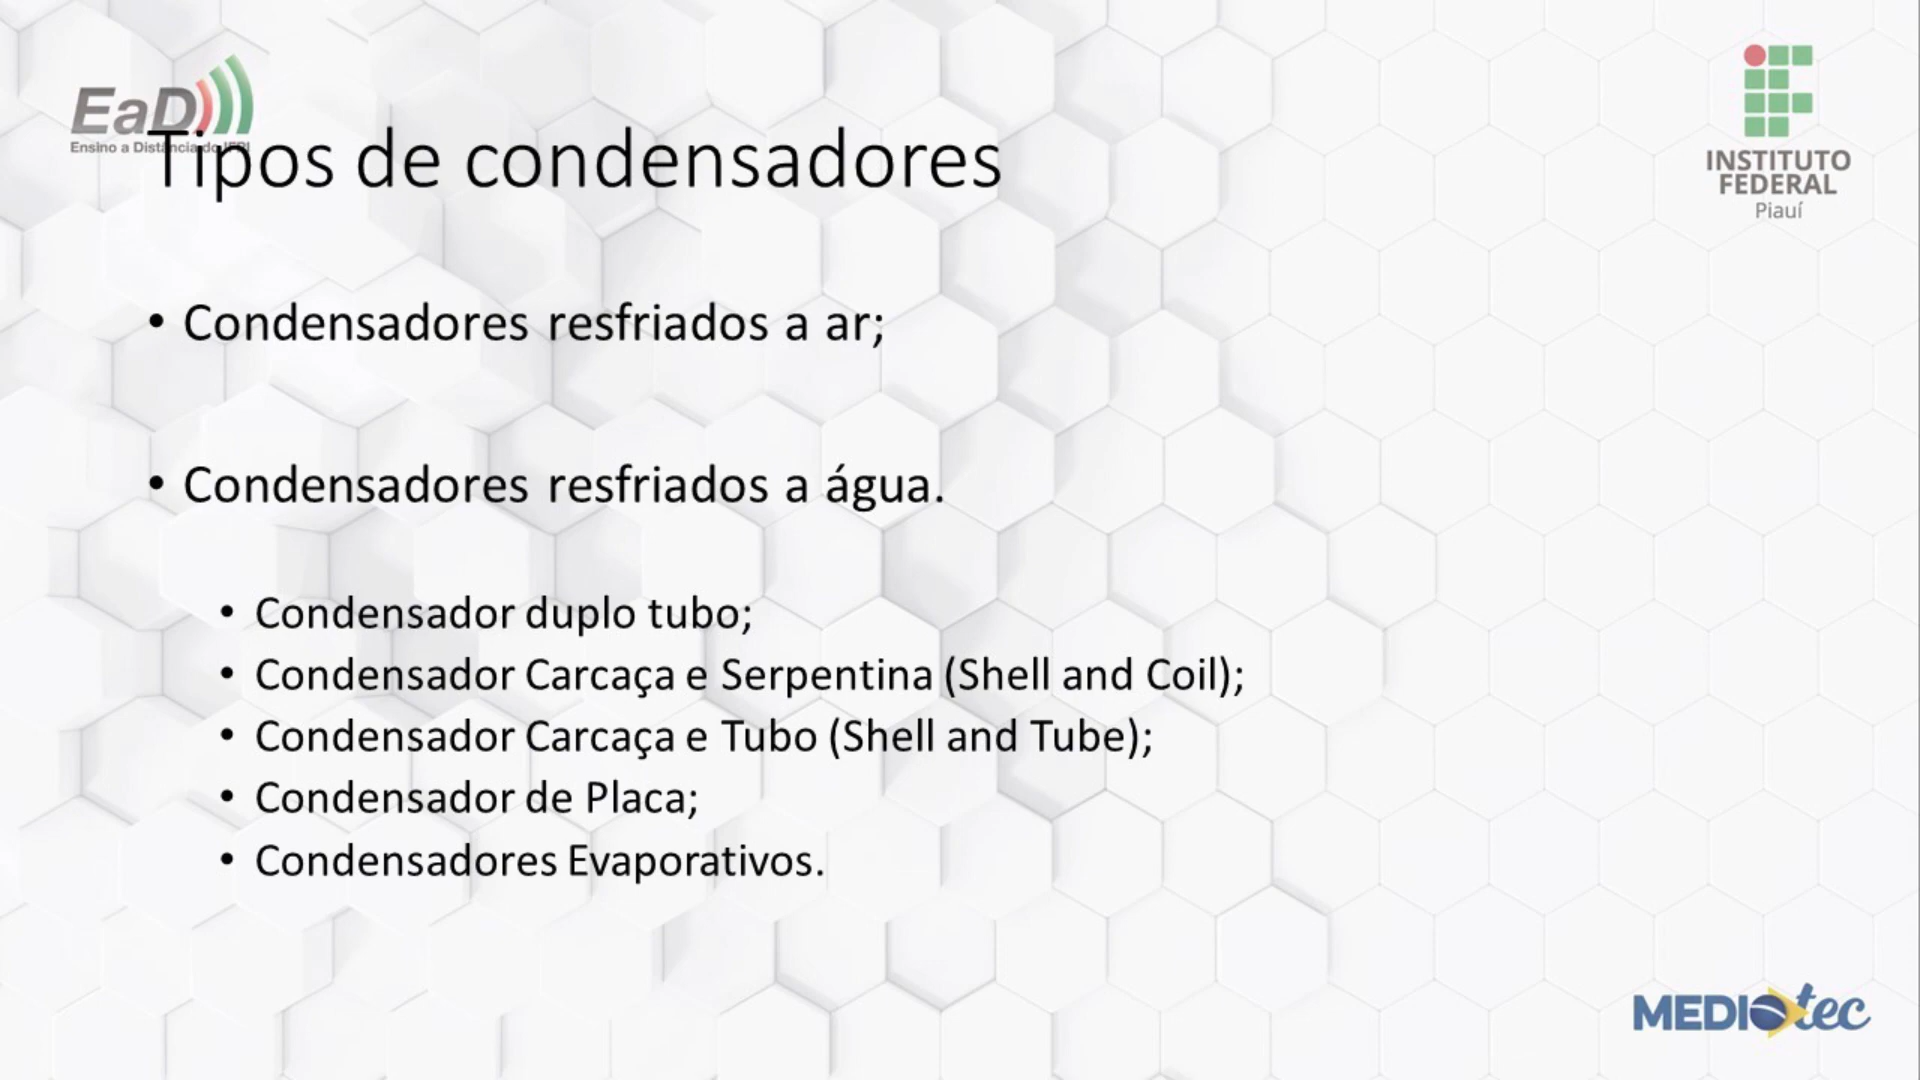 EaD
Ensino a Distância do IFPI
Tipos de condensadores
INSTITUTO
FEDERAL
Piauí
• Condensadores resfriados a ar;
• Condensadores resfriados a água.
• Condensador duplo tubo;
• Condensador Carcaça e Serpentina (Shell and Coil);
• Condensador Carcaça e Tubo (Shell and Tube);
• Condensador de Placa;
• Condensadores Evaporativos.
MEDIOtec